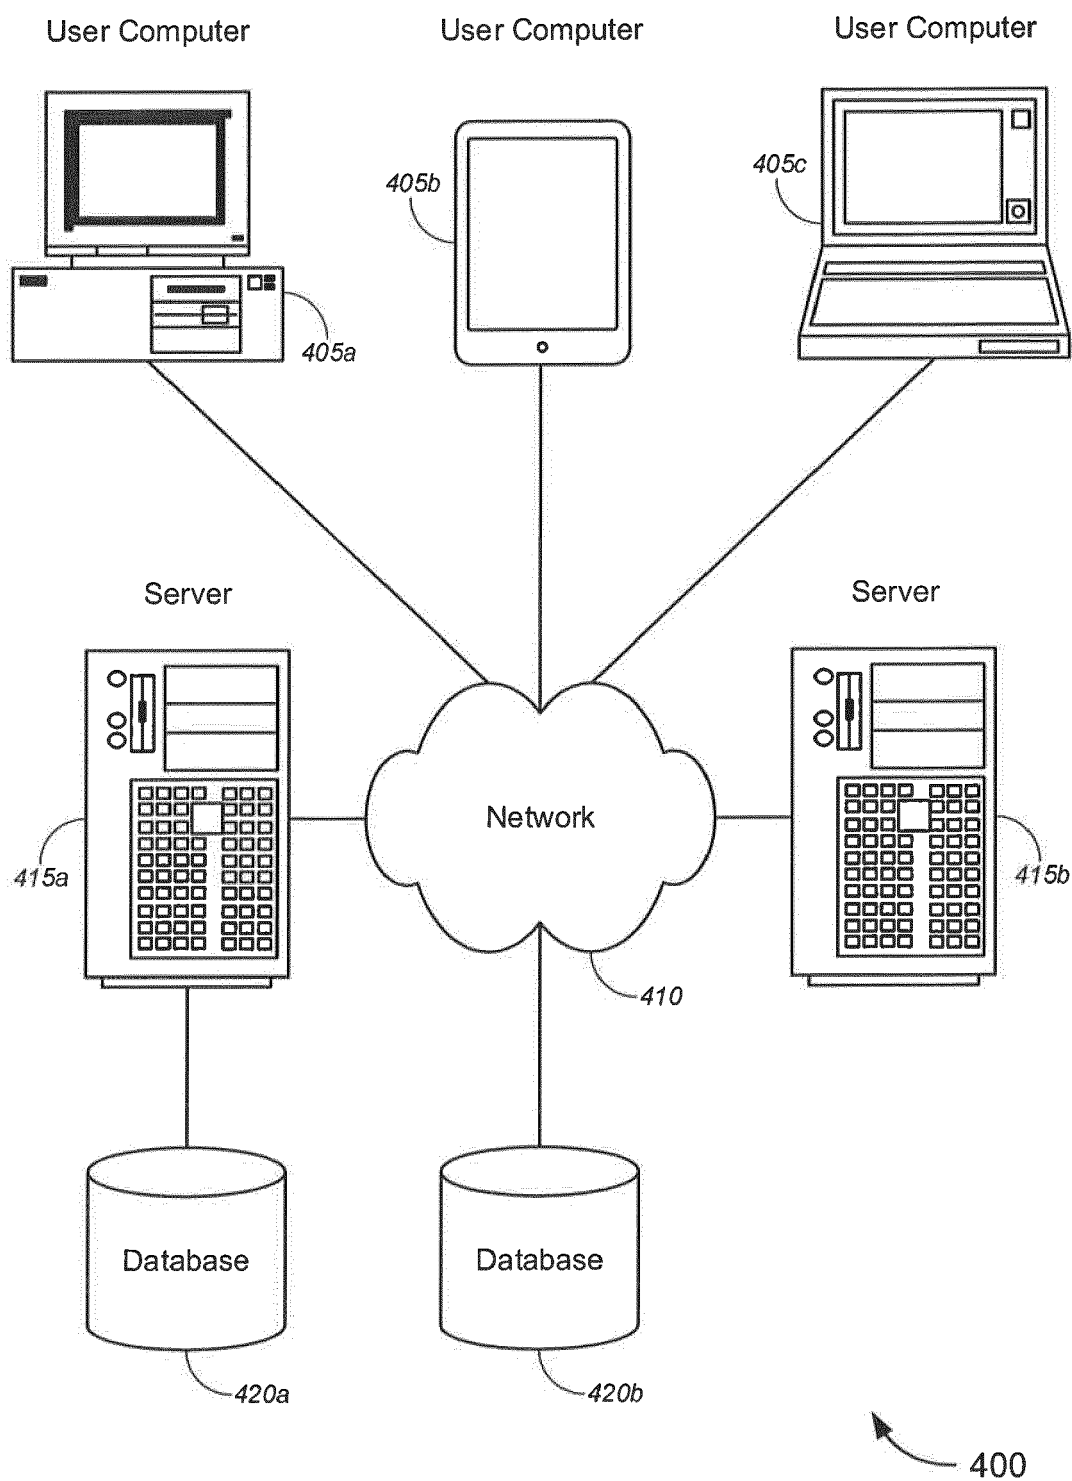 User Computer
User Computer
User Computer
405a
405b
405c
Server
Server
Network
415a
415b
410
Database
Database
420a
420b
400